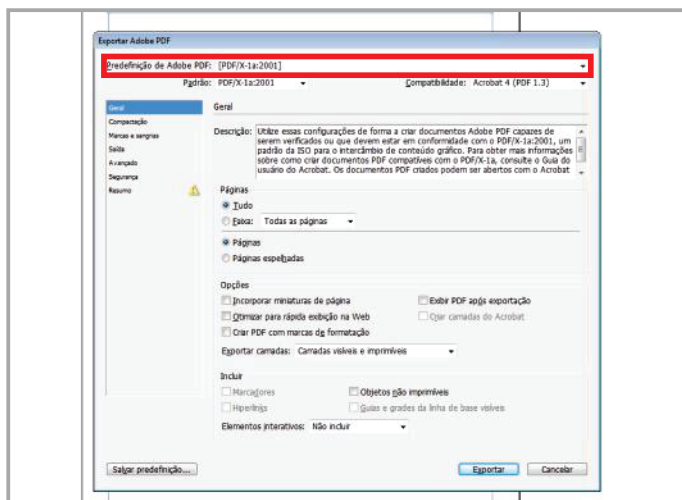 Exportar Adobe PDF
Predefinição de Adobe PDF: [PDF/X-1a:2001]
Padrão: PDF/X-1a:2001 Compatibilidade: Acrobat 4 (PDF 1.3)
Geral
Compactação
Marcas e sangrias
Saída
Avançado
Segurança
Resumo
Geral
Descrição: Utilize essas configurações de forma a criar documentos Adobe PDF capazes de
serem verificados ou que devem estar em conformidade com o PDF/X-1a:2001, um
padrão da ISO para o intercâmbio de conteúdo gráfico. Para obter mais informações
sobre como criar documentos PDF compatíveis com o PDF/X-1a, consulte o Guia do
usuário do Acrobat. Os documentos PDF criados podem ser abertos com o Acrobat
Páginas
Tudo
Faixa: Todas as páginas
Páginas
Páginas espelhadas
Opções
Incorporar miniaturas de página Exibir PDF após exportação
Otimizar para rápida exibição na Web Criar camadas do Acrobat
Criar PDF com marcas de formatação
Exportar camadas: Camadas visíveis e imprimíveis
Incluir
Marcadores Objetos não imprimíveis
Hiperlinks Guias e grades da linha de base visíveis
Elementos interativos: Não incluir
Salvar predefinição... Exportar Cancelar